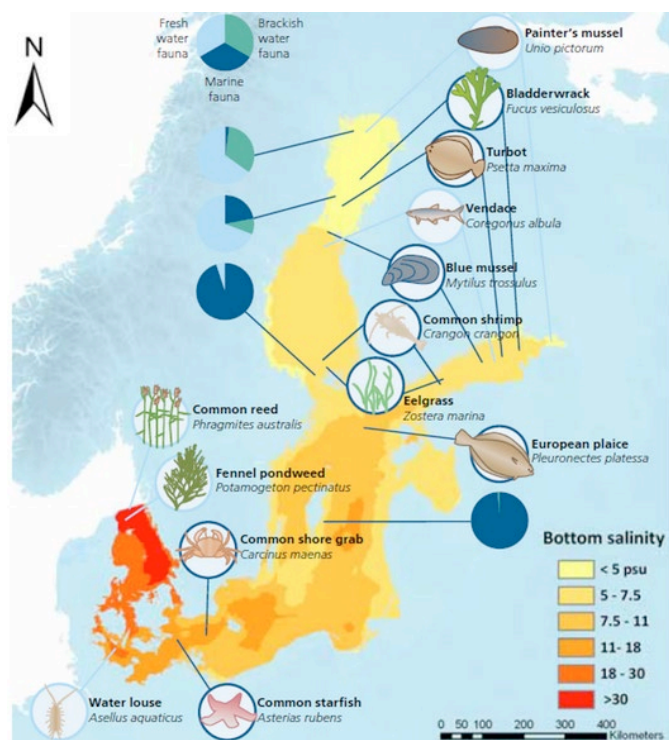 N
Fresh
water
fauna
Brackish
water
fauna
Marine
fauna
Painter's mussel
Unio pictorum
Bladderwrack
Fucus vesiculosus
Turbot
Psetta maxima
Vendace
Coregonus albula
Blue mussel
Mytilus trossulus
Common shrimp
Crangon crangon
Eelgrass
Zostera marina
Common reed
Phragmites australis
European plaice
Pleuronectes platessa
Fennel pondweed
Potamogeton pectinatus
Common shore grab
Carcinus maenas
Bottom salinity
< 5 psu
5 - 7.5
7.5 - 11
11- 18
18 - 30
>30
Water louse
Asellus aquaticus
Common starfish
Asterias rubens
0 50 100 200 300 400
Kilometers